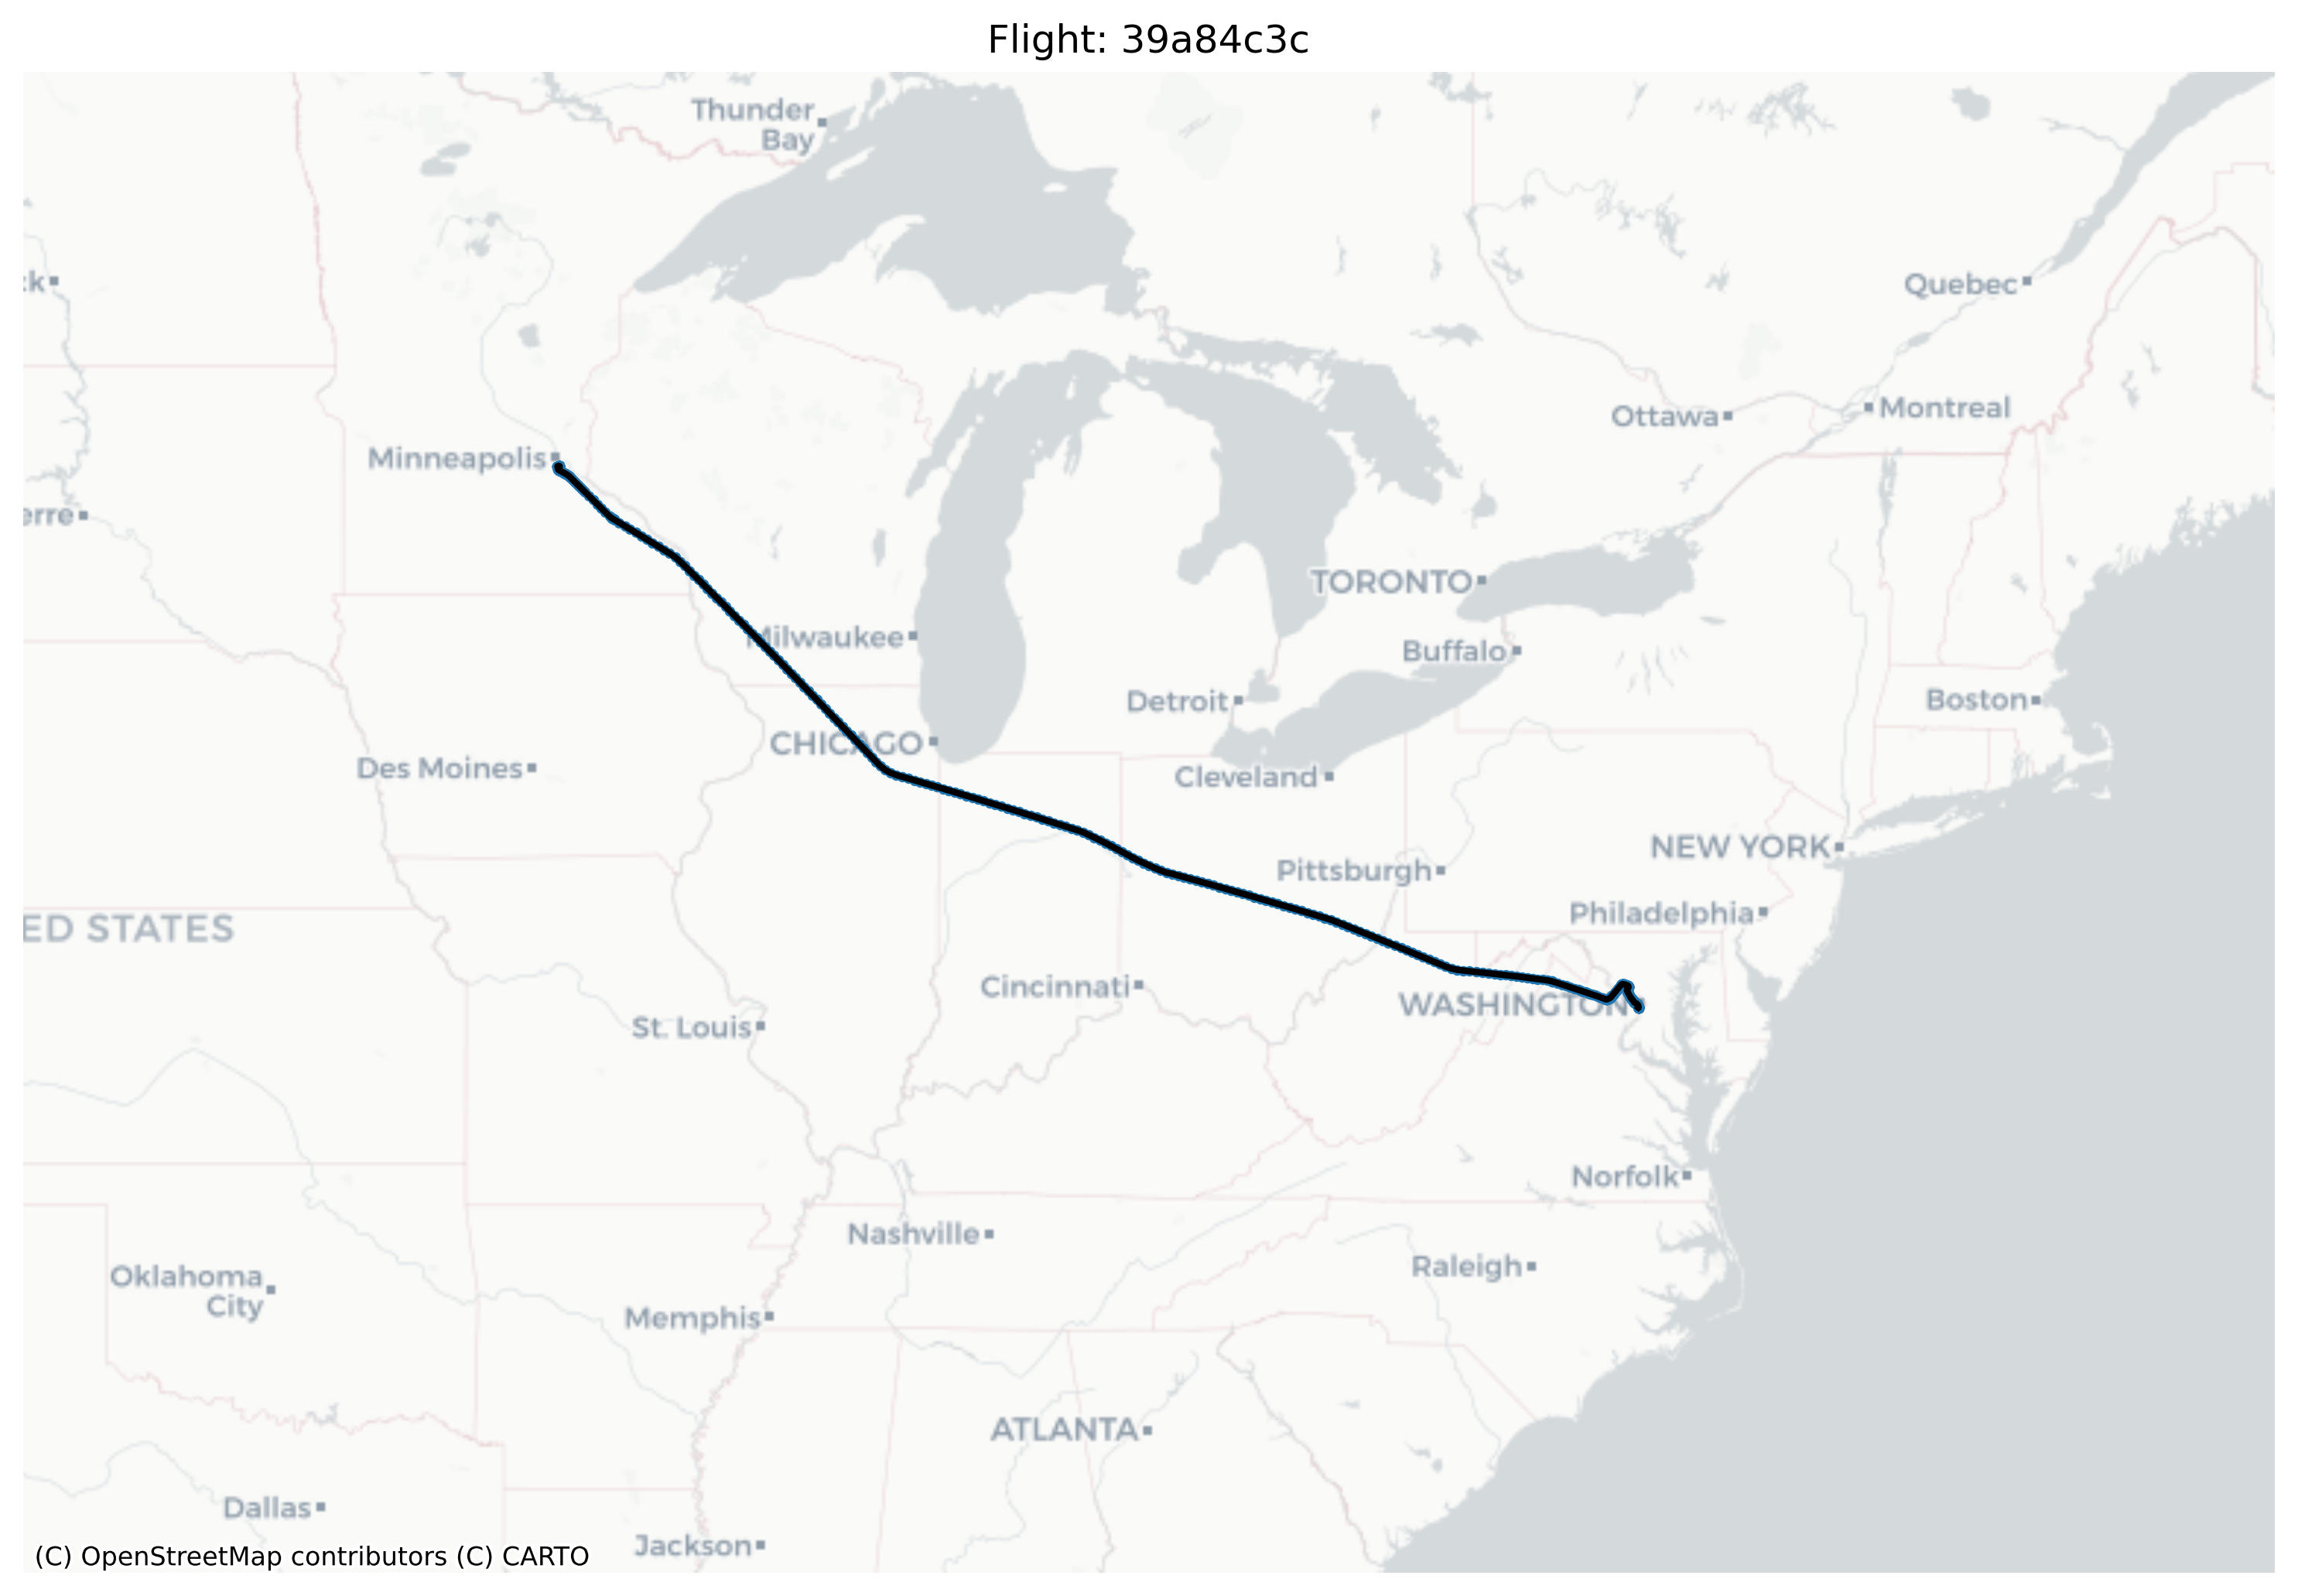 Flight: 39a84c3c
Thunder
Bay
Quebec
ck
Ottawa
Montreal
Minneapolis
erre
TORONTO
Milwaukee
Buffalo
Detroit
Boston
CHICAGO
Des Moines
Cleveland
NEW YORK
Pittsburgh
Philadelphia
ED STATES
Cincinnati
WASHINGTON
St. Louis
Norfolk
Nashville
Raleigh
Oklahoma
City
Memphis
ATLANTA
Dallas
Jackson
(C) OpenStreetMap contributors (C) CARTO